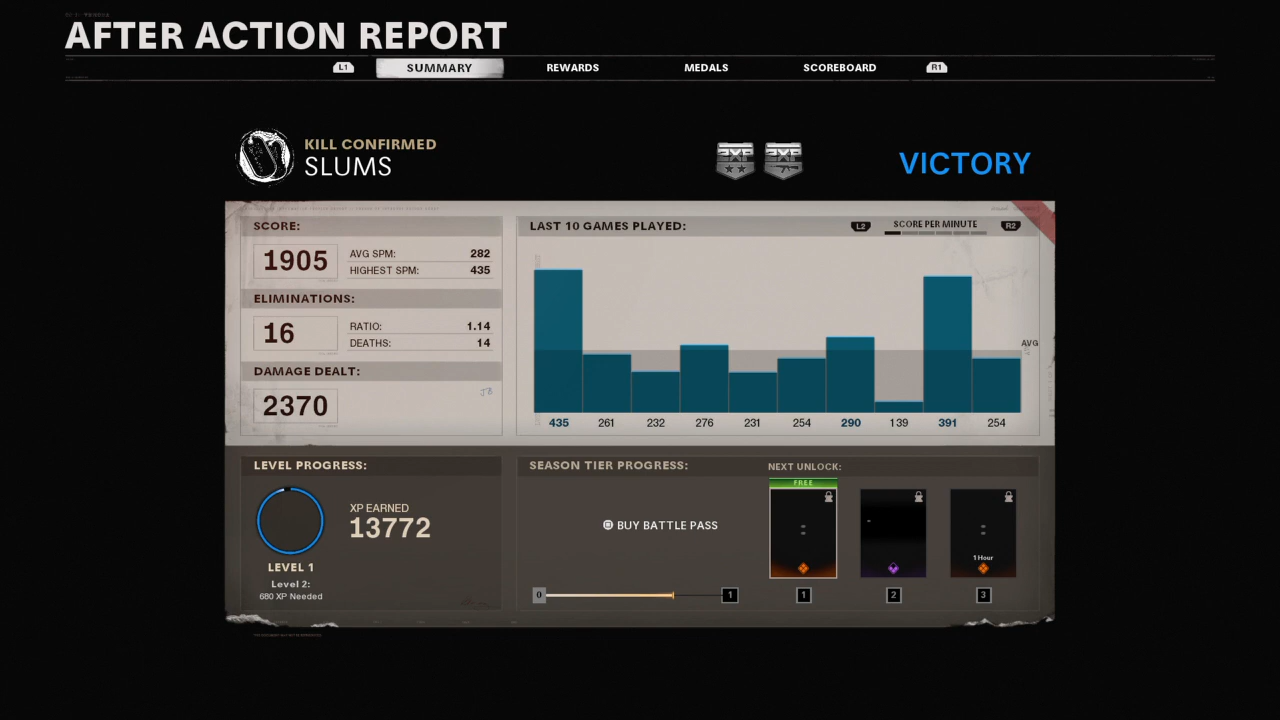 AFTER ACTION REPORT
L1 SUMMARY REWARDS MEDALS SCOREBOARD R1
KILL CONFIRMED
SLUMS
2XP 2XP
VICTORY
SCORE:
1905
AVG SPM: 282
HIGHEST SPM: 435
ELIMINATIONS:
16
RATIO: 1.14
DEATHS: 14
DAMAGE DEALT:
2370
JB
LAST 10 GAMES PLAYED:
L2 SCORE PER MINUTE R2
AVG
435 261 232 276 231 254 290 139 391 254
LEVEL PROGRESS:
XP EARNED
13772
LEVEL 1
Level 2:
680 XP Needed
SEASON TIER PROGRESS:
BUY BATTLE PASS
0 1
NEXT UNLOCK:
FREE
1 Hour
1 2 3